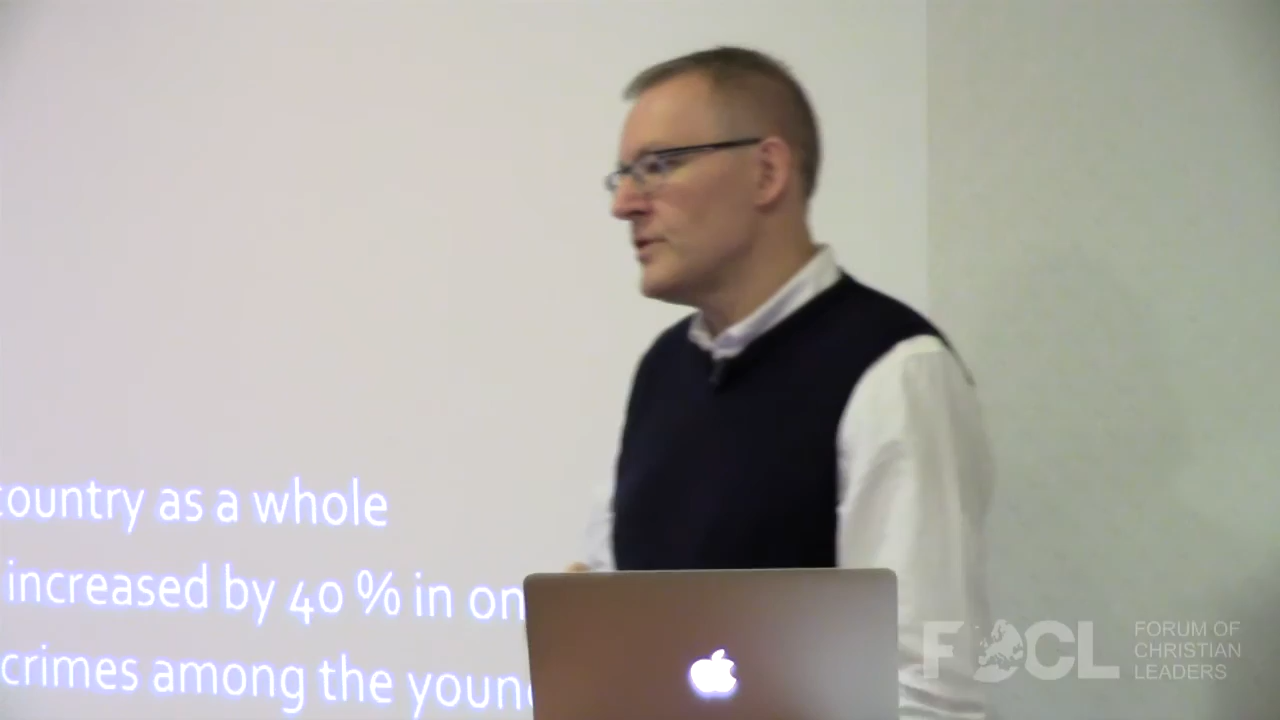 country as a whole
increased by 40 % in on
crimes among the youn
FOCL
FORUM OF
CHRISTIAN
LEADERS